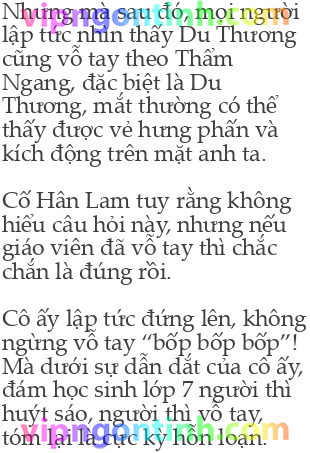 Nhưng mà sau đó, mọi người
lập tức nhìn thấy Du Thương
cũng vỗ tay theo Thẩm
Ngang, đặc biệt là Du
Thương, mắt thường có thể
thấy được vẻ hưng phấn và
kích động trên mặt anh ta.
Cố Hân Lam tuy rằng không
hiểu câu hỏi này, nhưng nếu
giáo viên đã vỗ tay thì chắc
chắn là đúng rồi.
Cô ấy lập tức đứng lên, không
ngừng vỗ tay “bốp bốp bốp”!
Mà dưới sự dẫn dắt của cô ấy,
đám học sinh lớp 7 người thì
huýt sáo, người thì vỗ tay,
tóm lại là cực kỳ hỗn loạn.
vipngontinh.com
vipngontinh.com